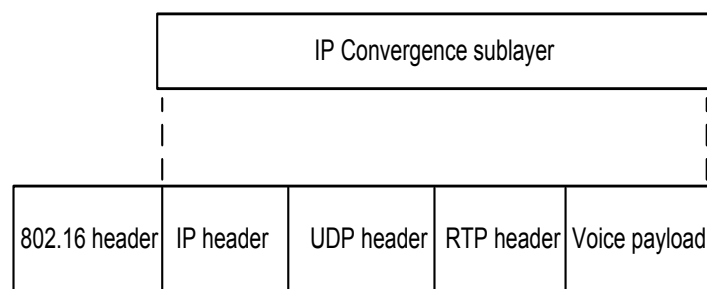 IP Convergence sublayer
802.16 header IP header UDP header RTP header Voice payload